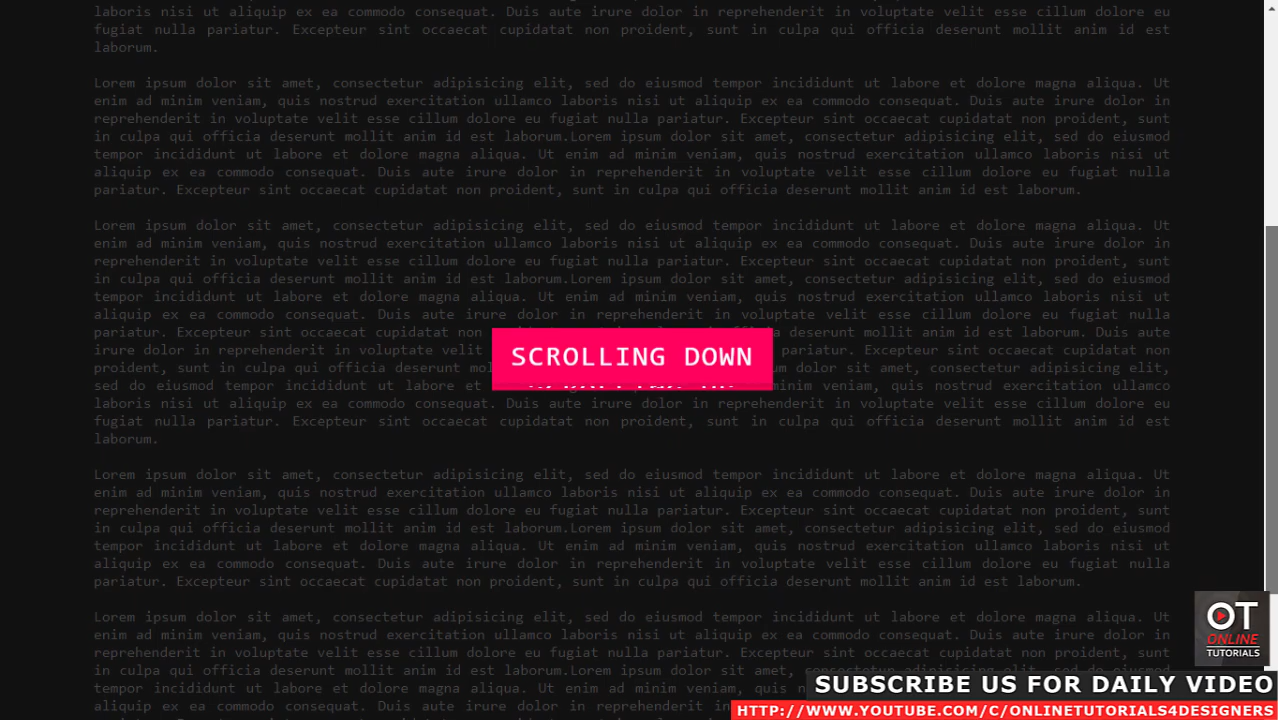 laboris nisi ut aliquip ex ea commodo consequat. Duis aute irure dolor in reprehenderit in voluptate velit esse cillum dolore eu
fugiat nulla pariatur. Excepteur sint occaecat cupidatat non proident, sunt in culpa qui officia deserunt mollit anim id est
laborum.
Lorem ipsum dolor sit amet, consectetur adipisicing elit, sed do eiusmod tempor incididunt ut labore et dolore magna aliqua. Ut
enim ad minim veniam, quis nostrud exercitation ullamco laboris nisi ut aliquip ex ea commodo consequat. Duis aute irure dolor in
reprehenderit in voluptate velit esse cillum dolore eu fugiat nulla pariatur. Excepteur sint occaecat cupidatat non proident, sunt
in culpa qui officia deserunt mollit anim id est laborum.Lorem ipsum dolor sit amet, consectetur adipisicing elit, sed do eiusmod
tempor incididunt ut labore et dolore magna aliqua. Ut enim ad minim veniam, quis nostrud exercitation ullamco laboris nisi ut
aliquip ex ea commodo consequat. Duis aute irure dolor in reprehenderit in voluptate velit esse cillum dolore eu fugiat nulla
pariatur. Excepteur sint occaecat cupidatat non proident, sunt in culpa qui officia deserunt mollit anim id est laborum.
Lorem ipsum dolor sit amet, consectetur adipisicing elit, sed do eiusmod tempor incididunt ut labore et dolore magna aliqua. Ut
enim ad minim veniam, quis nostrud exercitation ullamco laboris nisi ut aliquip ex ea commodo consequat. Duis aute irure dolor in
reprehenderit in voluptate velit esse cillum dolore eu fugiat nulla pariatur. Excepteur sint occaecat cupidatat non proident, sunt
in culpa qui officia deserunt mollit anim id est laborum.Lorem ipsum dolor sit amet, consectetur adipisicing elit, sed do eiusmod
tempor incididunt ut labore et dolore magna aliqua. Ut enim ad minim veniam, quis nostrud exercitation ullamco laboris nisi ut
aliquip ex ea commodo consequat. Duis aute irure dolor in reprehenderit in voluptate velit esse cillum dolore eu fugiat nulla
pariatur. Excepteur sint occaecat cupidatat non deserunt mollit anim id est laborum. Duis aute
irure dolor in reprehenderit in voluptate velit pariatur. Excepteur sint occaecat cupidatat non
SCROLLING DOWN
proident, sunt in culpa qui officia deserunt dolor sit amet, consectetur adipisicing elit,
sed do eiusmod tempor incididunt ut labore et minim veniam, quis nostrud exercitation ullamco
laboris nisi ut aliquip ex ea commodo consequat. Duis aute irure dolor in reprehenderit in voluptate velit esse cillum dolore eu
fugiat nulla pariatur. Excepteur sint occaecat cupidatat non proident, sunt in culpa qui officia deserunt mollit anim id est
laborum.
Lorem ipsum dolor sit amet, consectetur adipisicing elit, sed do eiusmod tempor incididunt ut labore et dolore magna aliqua. Ut
enim ad minim veniam, quis nostrud exercitation ullamco laboris nisi ut aliquip ex ea commodo consequat. Duis aute irure dolor in
reprehenderit in voluptate velit esse cillum dolore eu fugiat nulla pariatur. Excepteur sint occaecat cupidatat non proident, sunt
in culpa qui officia deserunt mollit anim id est laborum.Lorem ipsum dolor sit amet, consectetur adipisicing elit, sed do eiusmod
tempor incididunt ut labore et dolore magna aliqua. Ut enim ad minim veniam, quis nostrud exercitation ullamco laboris nisi ut
aliquip ex ea commodo consequat. Duis aute irure dolor in reprehenderit in voluptate velit esse cillum dolore eu fugiat nulla
pariatur. Excepteur sint occaecat cupidatat non proident, sunt in culpa qui officia deserunt mollit anim id est laborum.
Lorem ipsum dolor sit amet, consectetur adipisicing elit, sed do eiusmod tempor incididunt ut labore et dolore magna aliqua. Ut
enim ad minim veniam, quis nostrud exercitation ullamco laboris nisi ut aliquip ex ea commodo consequat. Duis aute irure dolor in
reprehenderit in voluptate velit esse cillum dolore eu fugiat nulla pariatur. Excepteur sint occaecat cupidatat non proident, sunt
in culpa qui officia deserunt mollit anim id est laborum.Lorem ipsum dolor sit amet, consectetur adipisicing elit, sed do eiusmod
tempor incididunt ut labore et dolore magna aliqua. Ut enim ad minim veniam, quis
aliquip ex ea commodo consequat. Duis aute irure dolor in
OT
ONLINE
TUTORIALS
SUBSCRIBE US FOR DAILY VIDEO
HTTP://WWW.YOUTUBE.COM/C/ONLINETUTORIALS4DESIGNERS